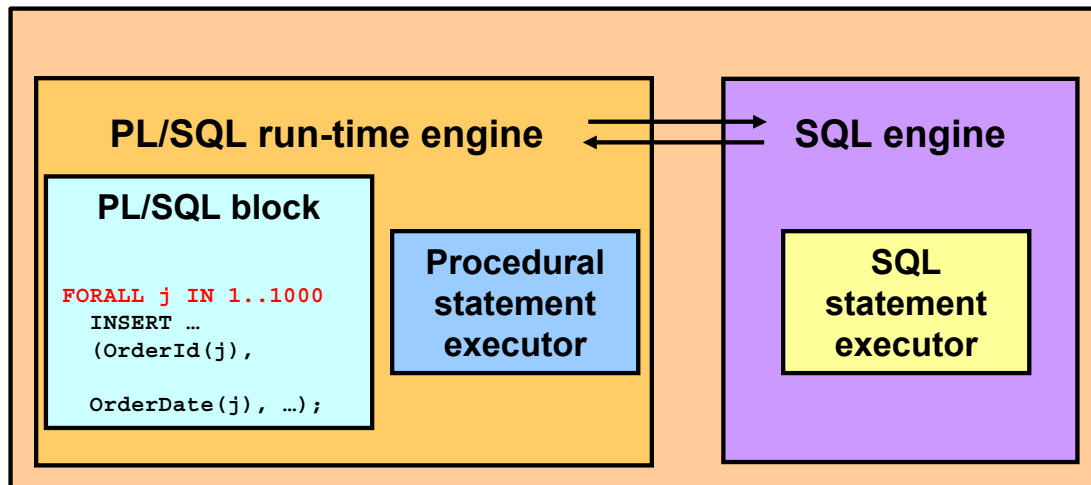 PL/SQL run-time engine
SQL engine
PL/SQL block
FORALL j IN 1..1000
INSERT …
(OrderId(j),
OrderDate(j), …);
Procedural
statement
executor
SQL
statement
executor